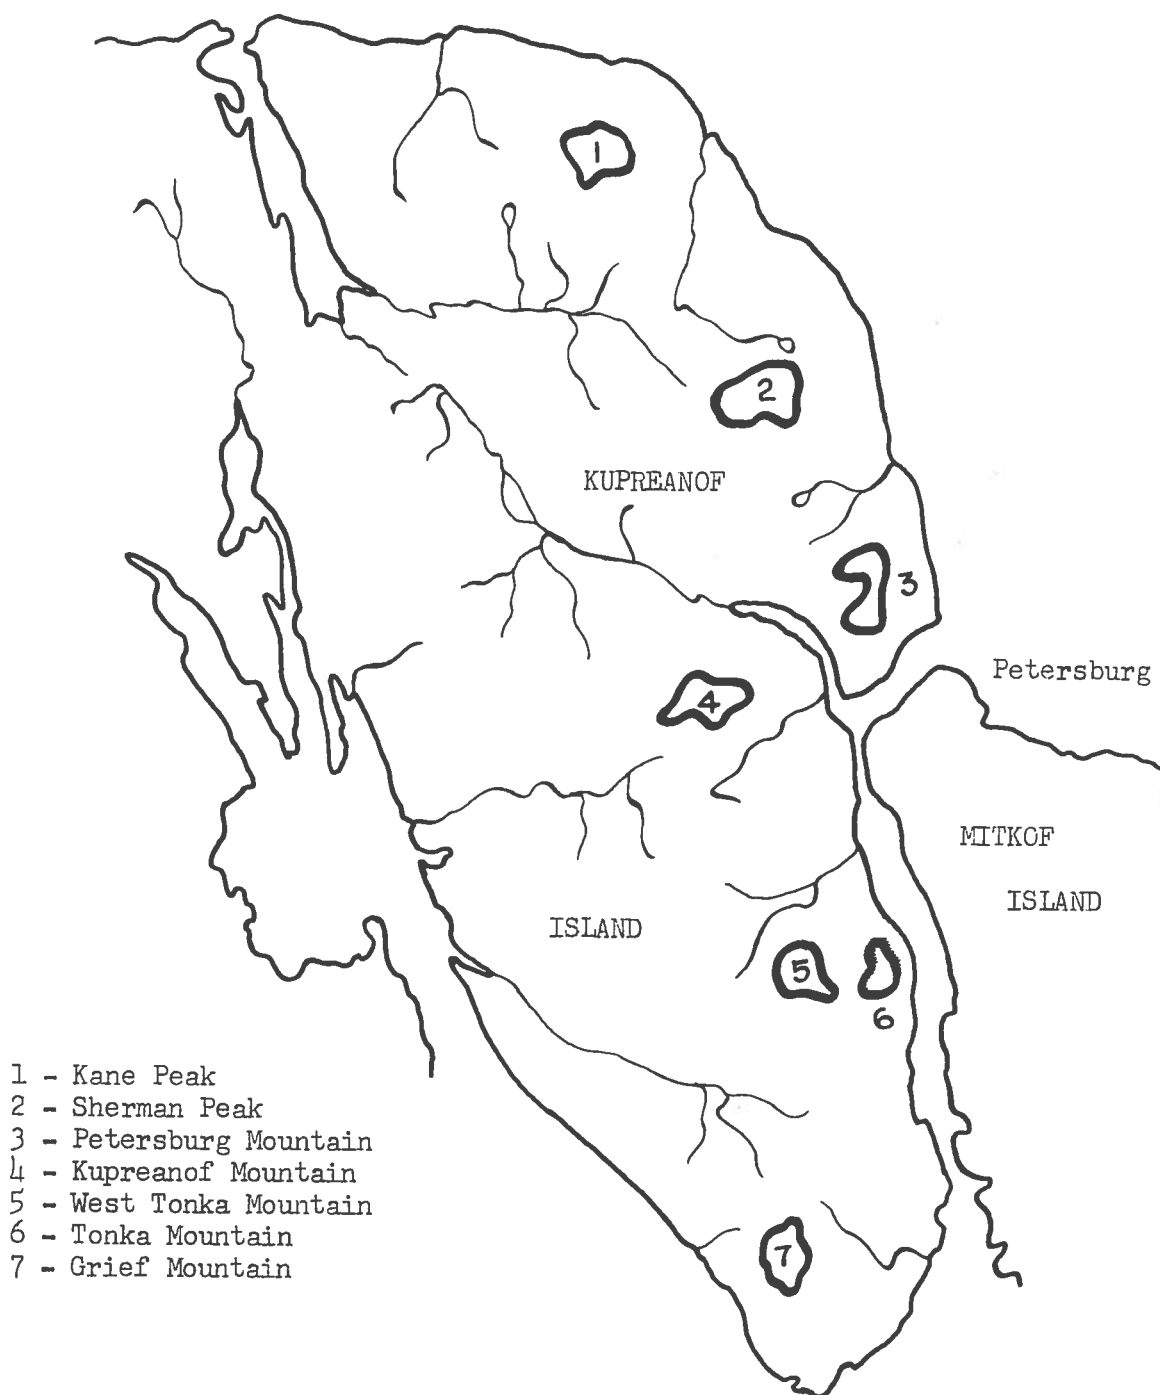 1
2
KUPREANOF
3
Petersburg
4
MITKOF
ISLAND
ISLAND
5
6
1 - Kane Peak
2 - Sherman Peak
3 - Petersburg Mountain
4 - Kupreanof Mountain
5 - West Tonka Mountain
6 - Tonka Mountain
7 - Grief Mountain
7